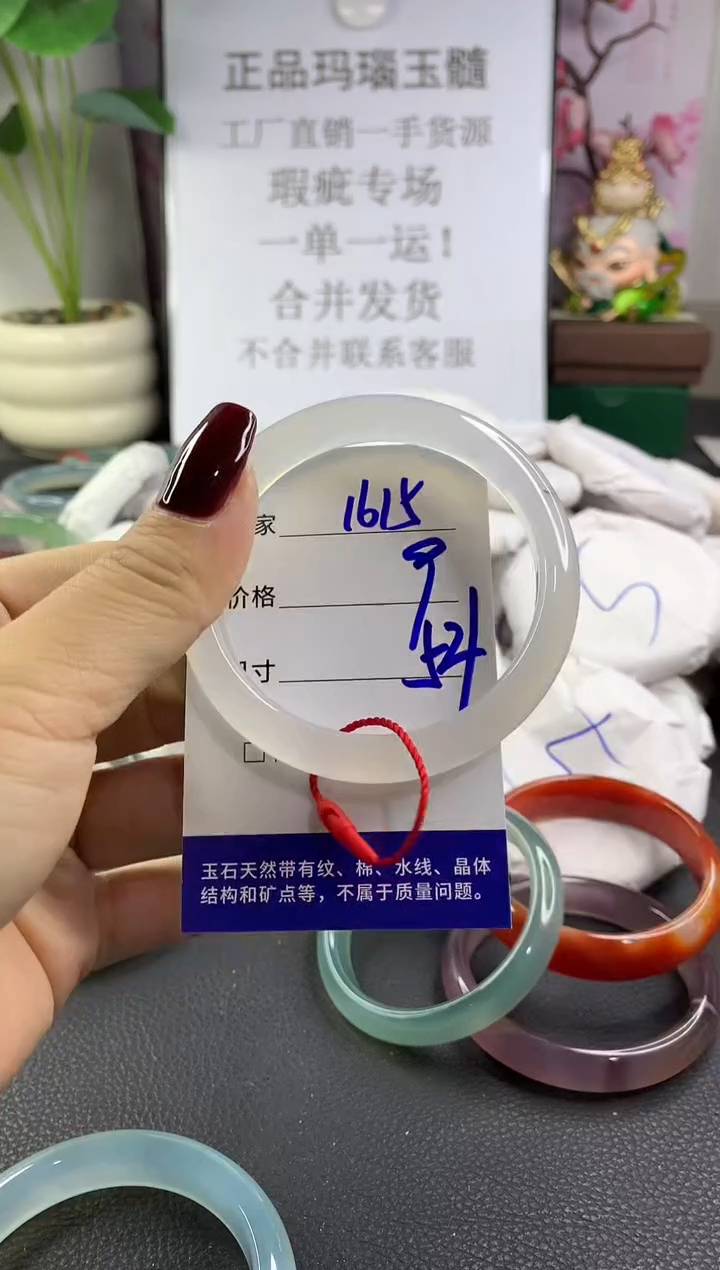 正品玛瑙玉髓
工厂直销一手货源
瑕疵专场
一单一运！
合并发货
不合并联系客服
家 1615
价格 9
寸 54
玉石天然带有纹、棉、水线、晶体
结构和矿点等，不属于质量问题。